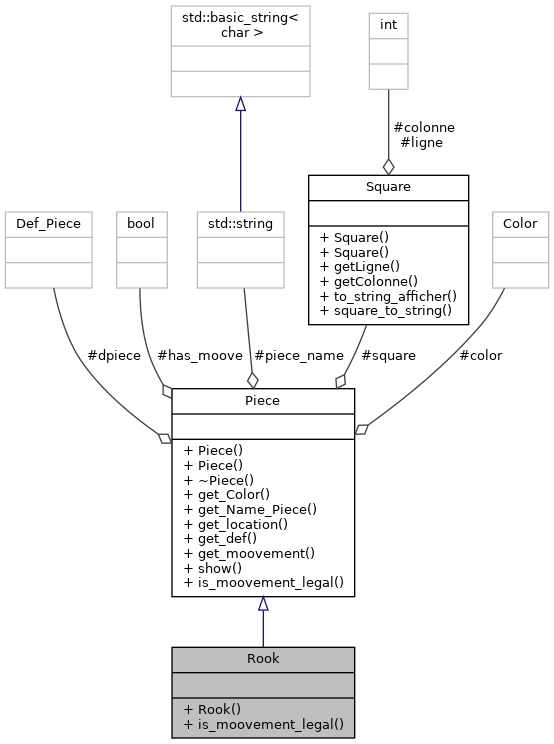 std::basic_string<
char >
int
#colonne
#ligne
Square
+ Square()
+ Square()
+ getLigne()
+ getColonne()
+ to_string_afficher()
+ square_to_string()
Def_Piece
bool
std::string
Color
#dpiece
#has_moove
#piece_name
#square
#color
Piece
+ Piece()
+ Piece()
+ ~Piece()
+ get_Color()
+ get_Name_Piece()
+ get_location()
+ get_def()
+ get_moovement()
+ show()
+ is_moovement_legal()
Rook
+ Rook()
+ is_moovement_legal()